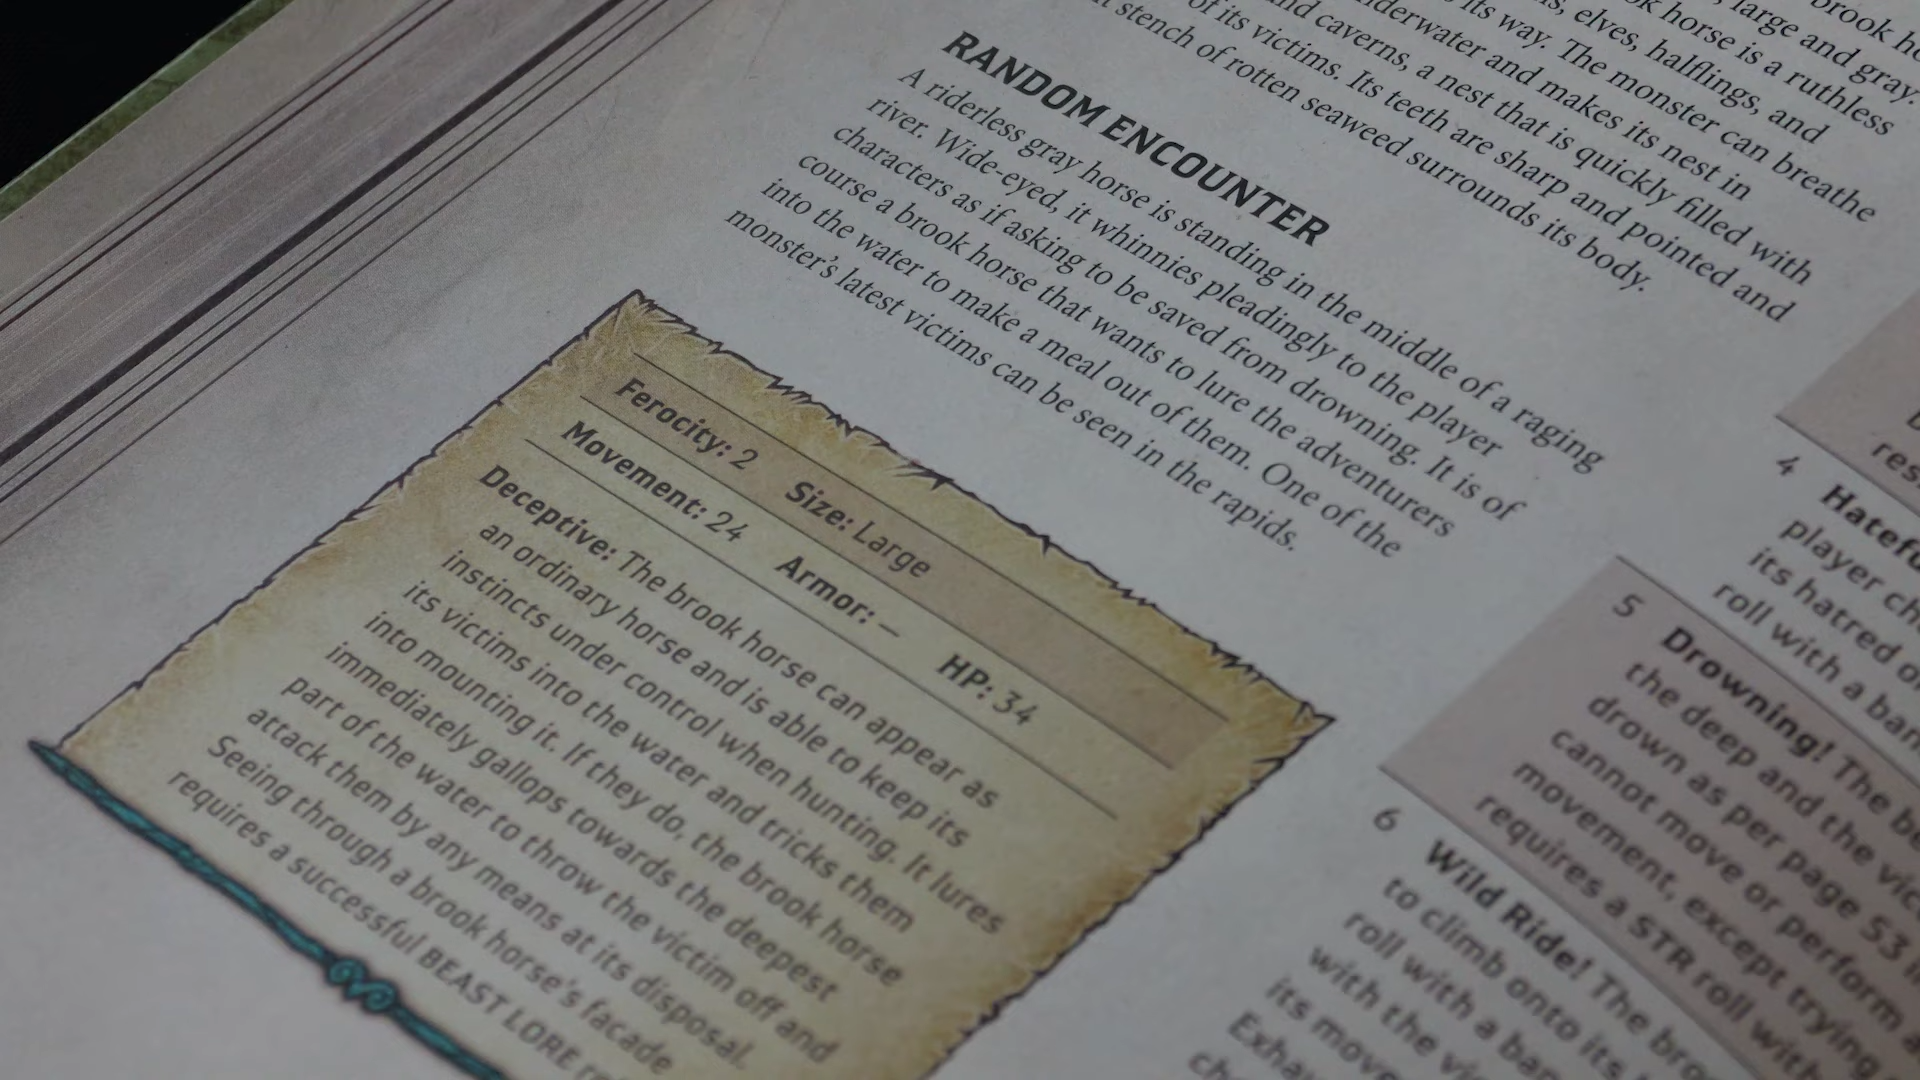 brook ho
large and gray.
k horse is a ruthless
s, elves, halflings, and
its way. The monster can breathe
nderwater and makes its nest in
nd caverns, a nest that is quickly filled with
of its victims. Its teeth are sharp and pointed and
stench of rotten seaweed surrounds its body.
RANDOM ENCOUNTER
A riderless gray horse is standing in the middle of a raging
river. Wide-eyed, it whinnies pleadingly to the player
characters as if asking to be saved from drowning. It is of
course a brook horse that wants to lure the adventurers
into the water to make a meal out of them. One of the
monster's latest victims can be seen in the rapids.
Ferocity: 2 Size: Large
Movement: 24 Armor: – HP: 34
Deceptive: The brook horse can appear as
an ordinary horse and is able to keep its
instincts under control when hunting. It lures
its victims into the water and tricks them
into mounting it. If they do, the brook horse
immediately gallops towards the deepest
part of the water to throw the victim off and
attack them by any means at its disposal.
Seeing through a brook horse's facade
requires a successful BEAST LORE
res
4 Hatefu
player ch
its hatred o
roll with a ban
5 Drowning! The b
the deep and the vic
drown as per page 53
cannot move or perform
movement, except trying
requires a STR roll with
6 Wild Ride! The broo
to climb onto its
roll with a ban
with the vic
its move
Exhau